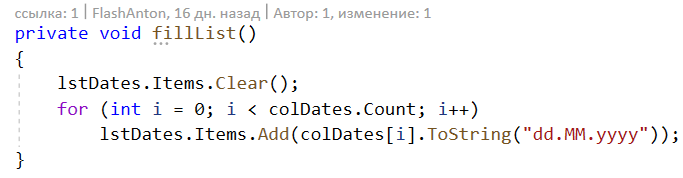 ссылка: 1 | FlashAnton, 16 дн. назад | Автор: 1, изменение: 1
private void fillList()
{
    lstDates.Items.Clear();
    for (int i = 0; i < colDates.Count; i++)
        lstDates.Items.Add(colDates[i].ToString("dd.MM.yyyy"));
}